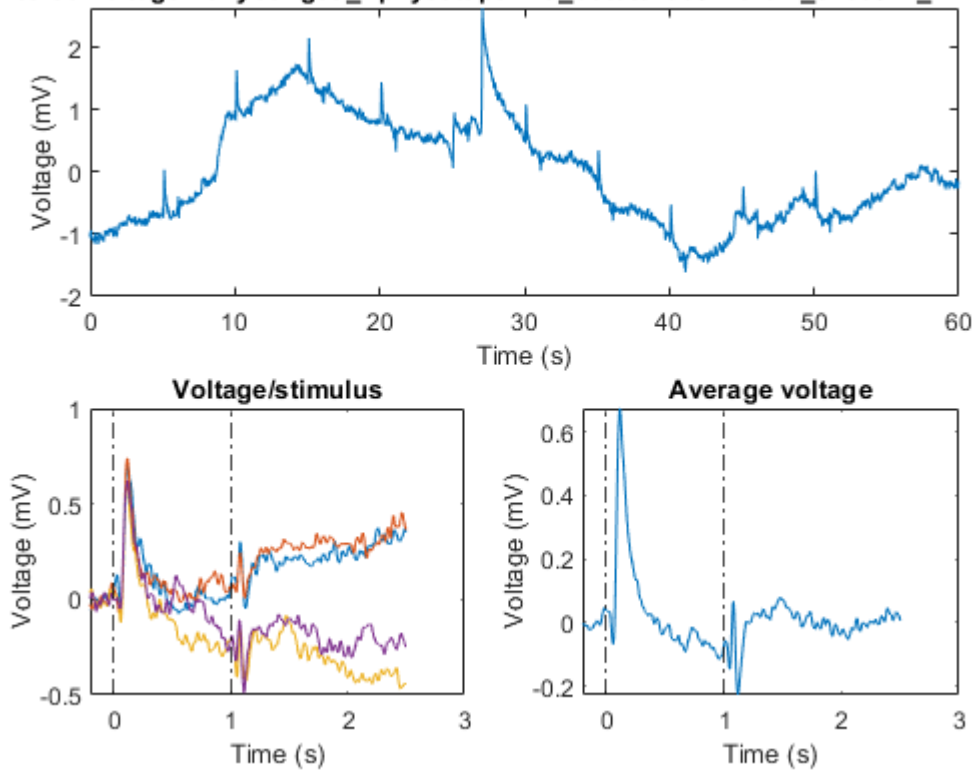 Voltage (mV)
2
1
0
-1
-2
0 10 20 30 40 50 60
Time (s)
Voltage/stimulus
Voltage (mV)
1
0.5
0
-0.5
0 1 2 3
Time (s)
Average voltage
Voltage (mV)
0.6
0.4
0.2
0
-0.2
0 1 2 3
Time (s)